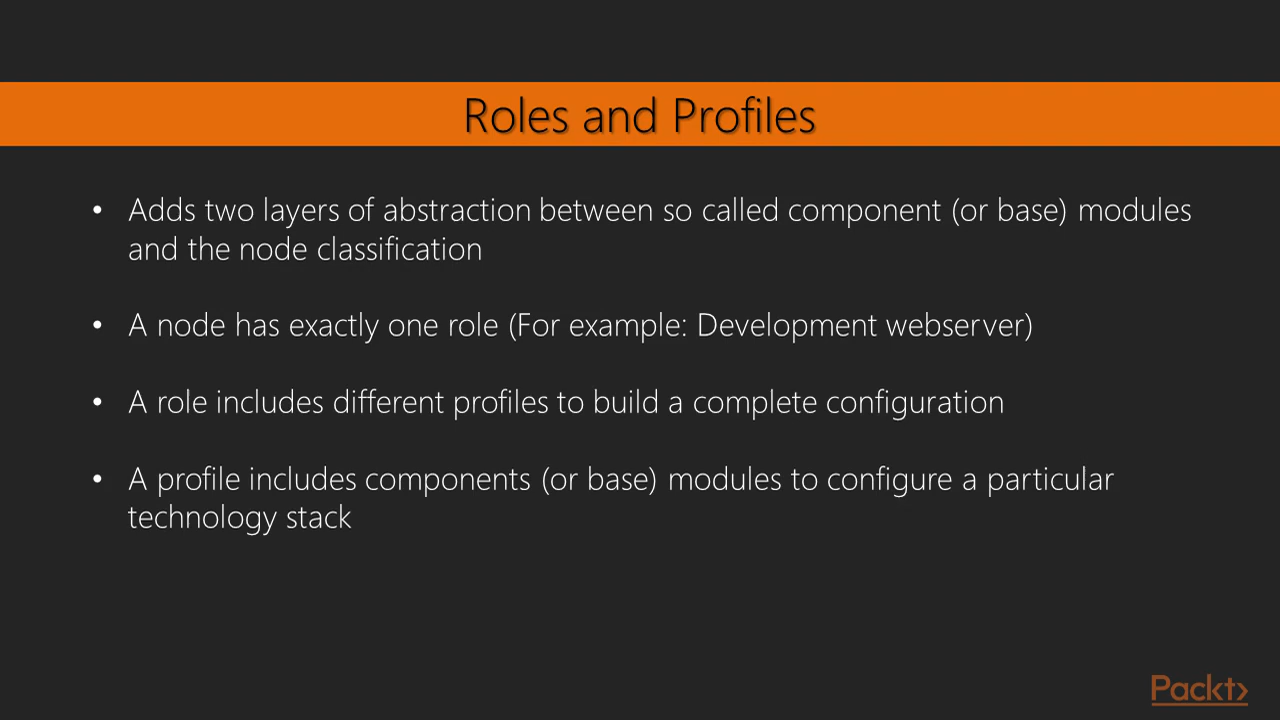 Roles and Profiles
• Adds two layers of abstraction between so called component (or base) modules
and the node classification
• A node has exactly one role (For example: Development webserver)
• A role includes different profiles to build a complete configuration
• A profile includes components (or base) modules to configure a particular
technology stack
Packt>